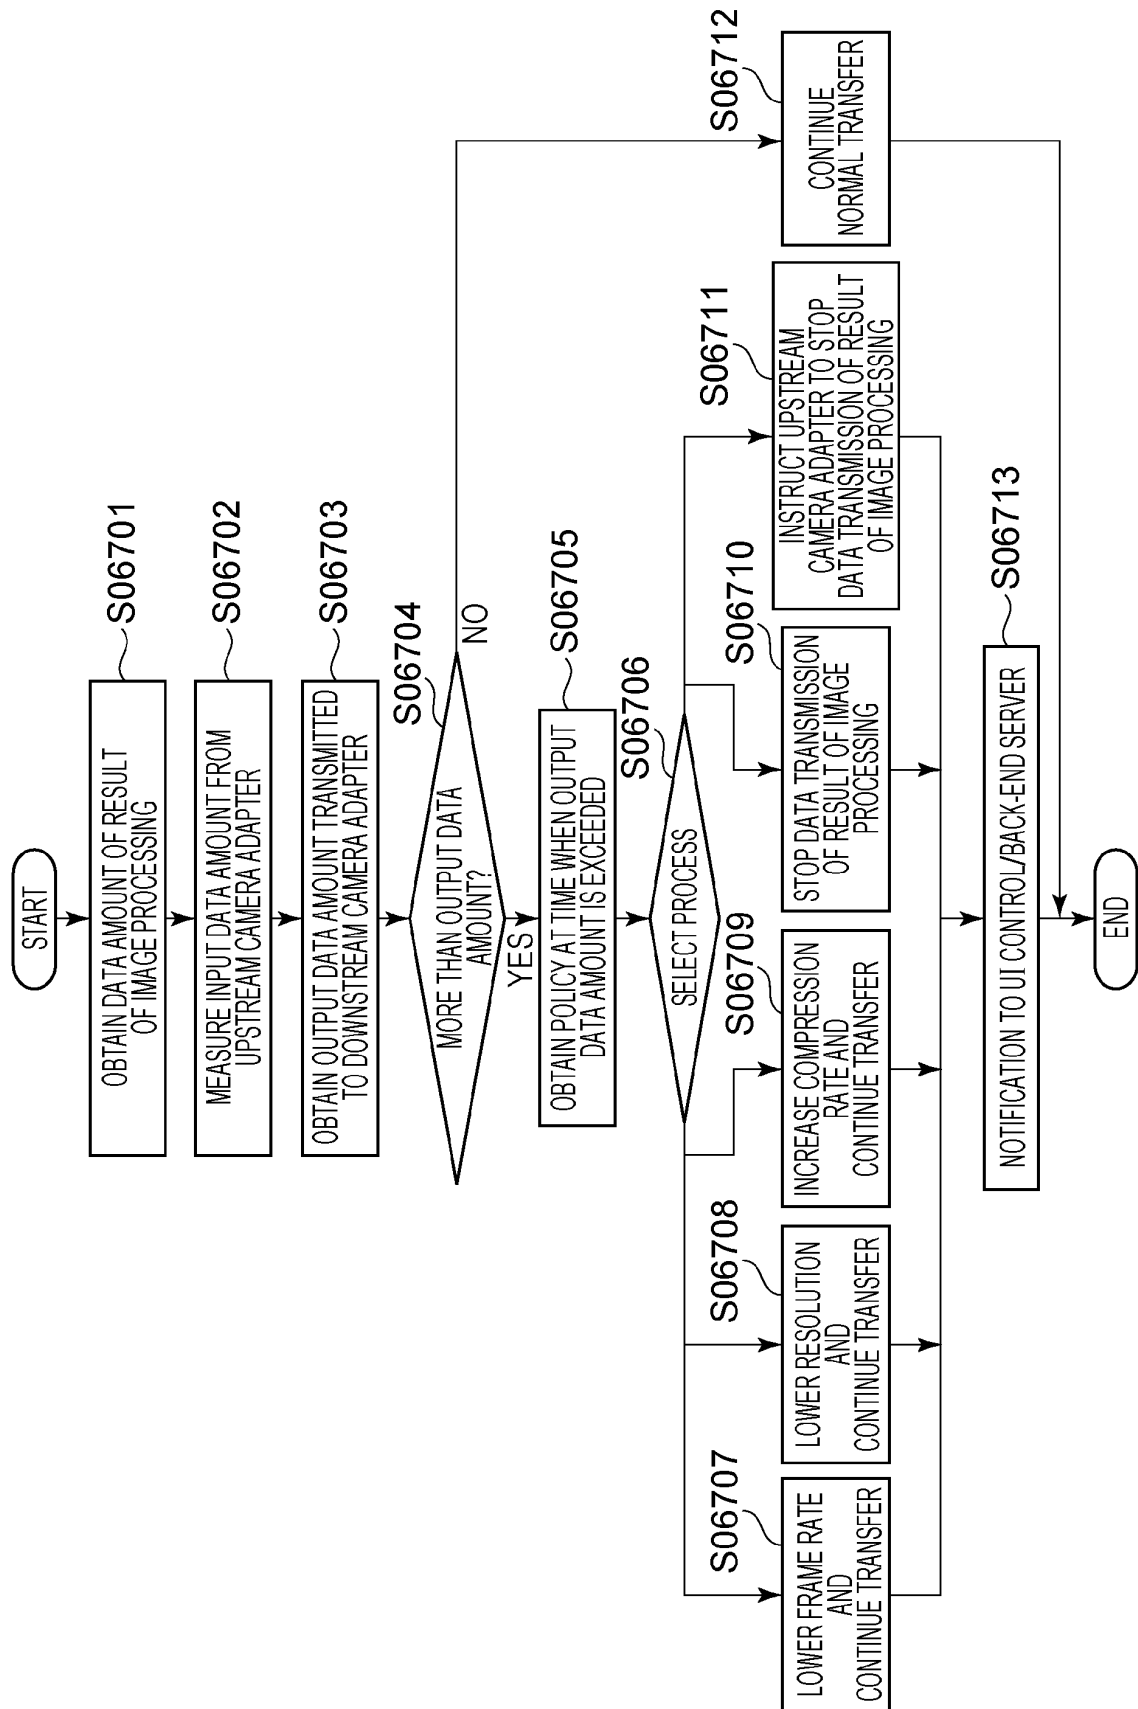 START
OBTAIN DATA AMOUNT OF RESULT
OF IMAGE PROCESSING
S06701
MEASURE INPUT DATA AMOUNT FROM
UPSTREAM CAMERA ADAPTER
S06702
OBTAIN OUTPUT DATA AMOUNT TRANSMITTED
TO DOWNSTREAM CAMERA ADAPTER
S06703
MORE THAN OUTPUT DATA
AMOUNT?
S06704
NO
YES
OBTAIN POLICY AT TIME WHEN OUTPUT
DATA AMOUNT IS EXCEEDED
S06705
SELECT PROCESS
S06706
LOWER FRAME RATE
AND
CONTINUE TRANSFER
S06707
LOWER RESOLUTION
AND
CONTINUE TRANSFER
S06708
INCREASE COMPRESSION
RATE AND
CONTINUE TRANSFER
S06709
STOP DATA TRANSMISSION
OF RESULT OF IMAGE
PROCESSING
S06710
INSTRUCT UPSTREAM
CAMERA ADAPTER TO STOP
DATA TRANSMISSION OF RESULT
OF IMAGE PROCESSING
S06711
CONTINUE
NORMAL TRANSFER
S06712
NOTIFICATION TO UI CONTROL/BACK-END SERVER
S06713
END